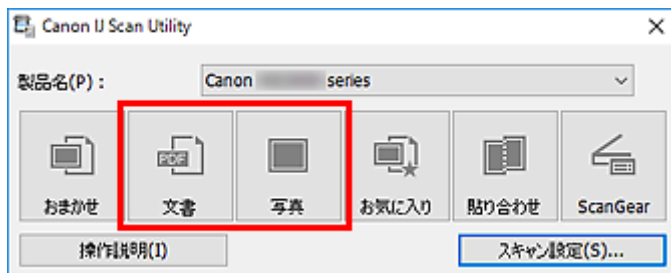 Canon IJ Scan Utility
製品名(P) : Canon series
PDF
おまかせ 文書 写真 お気に入り 貼り合わせ ScanGear
操作説明(I) スキャン設定(S)...